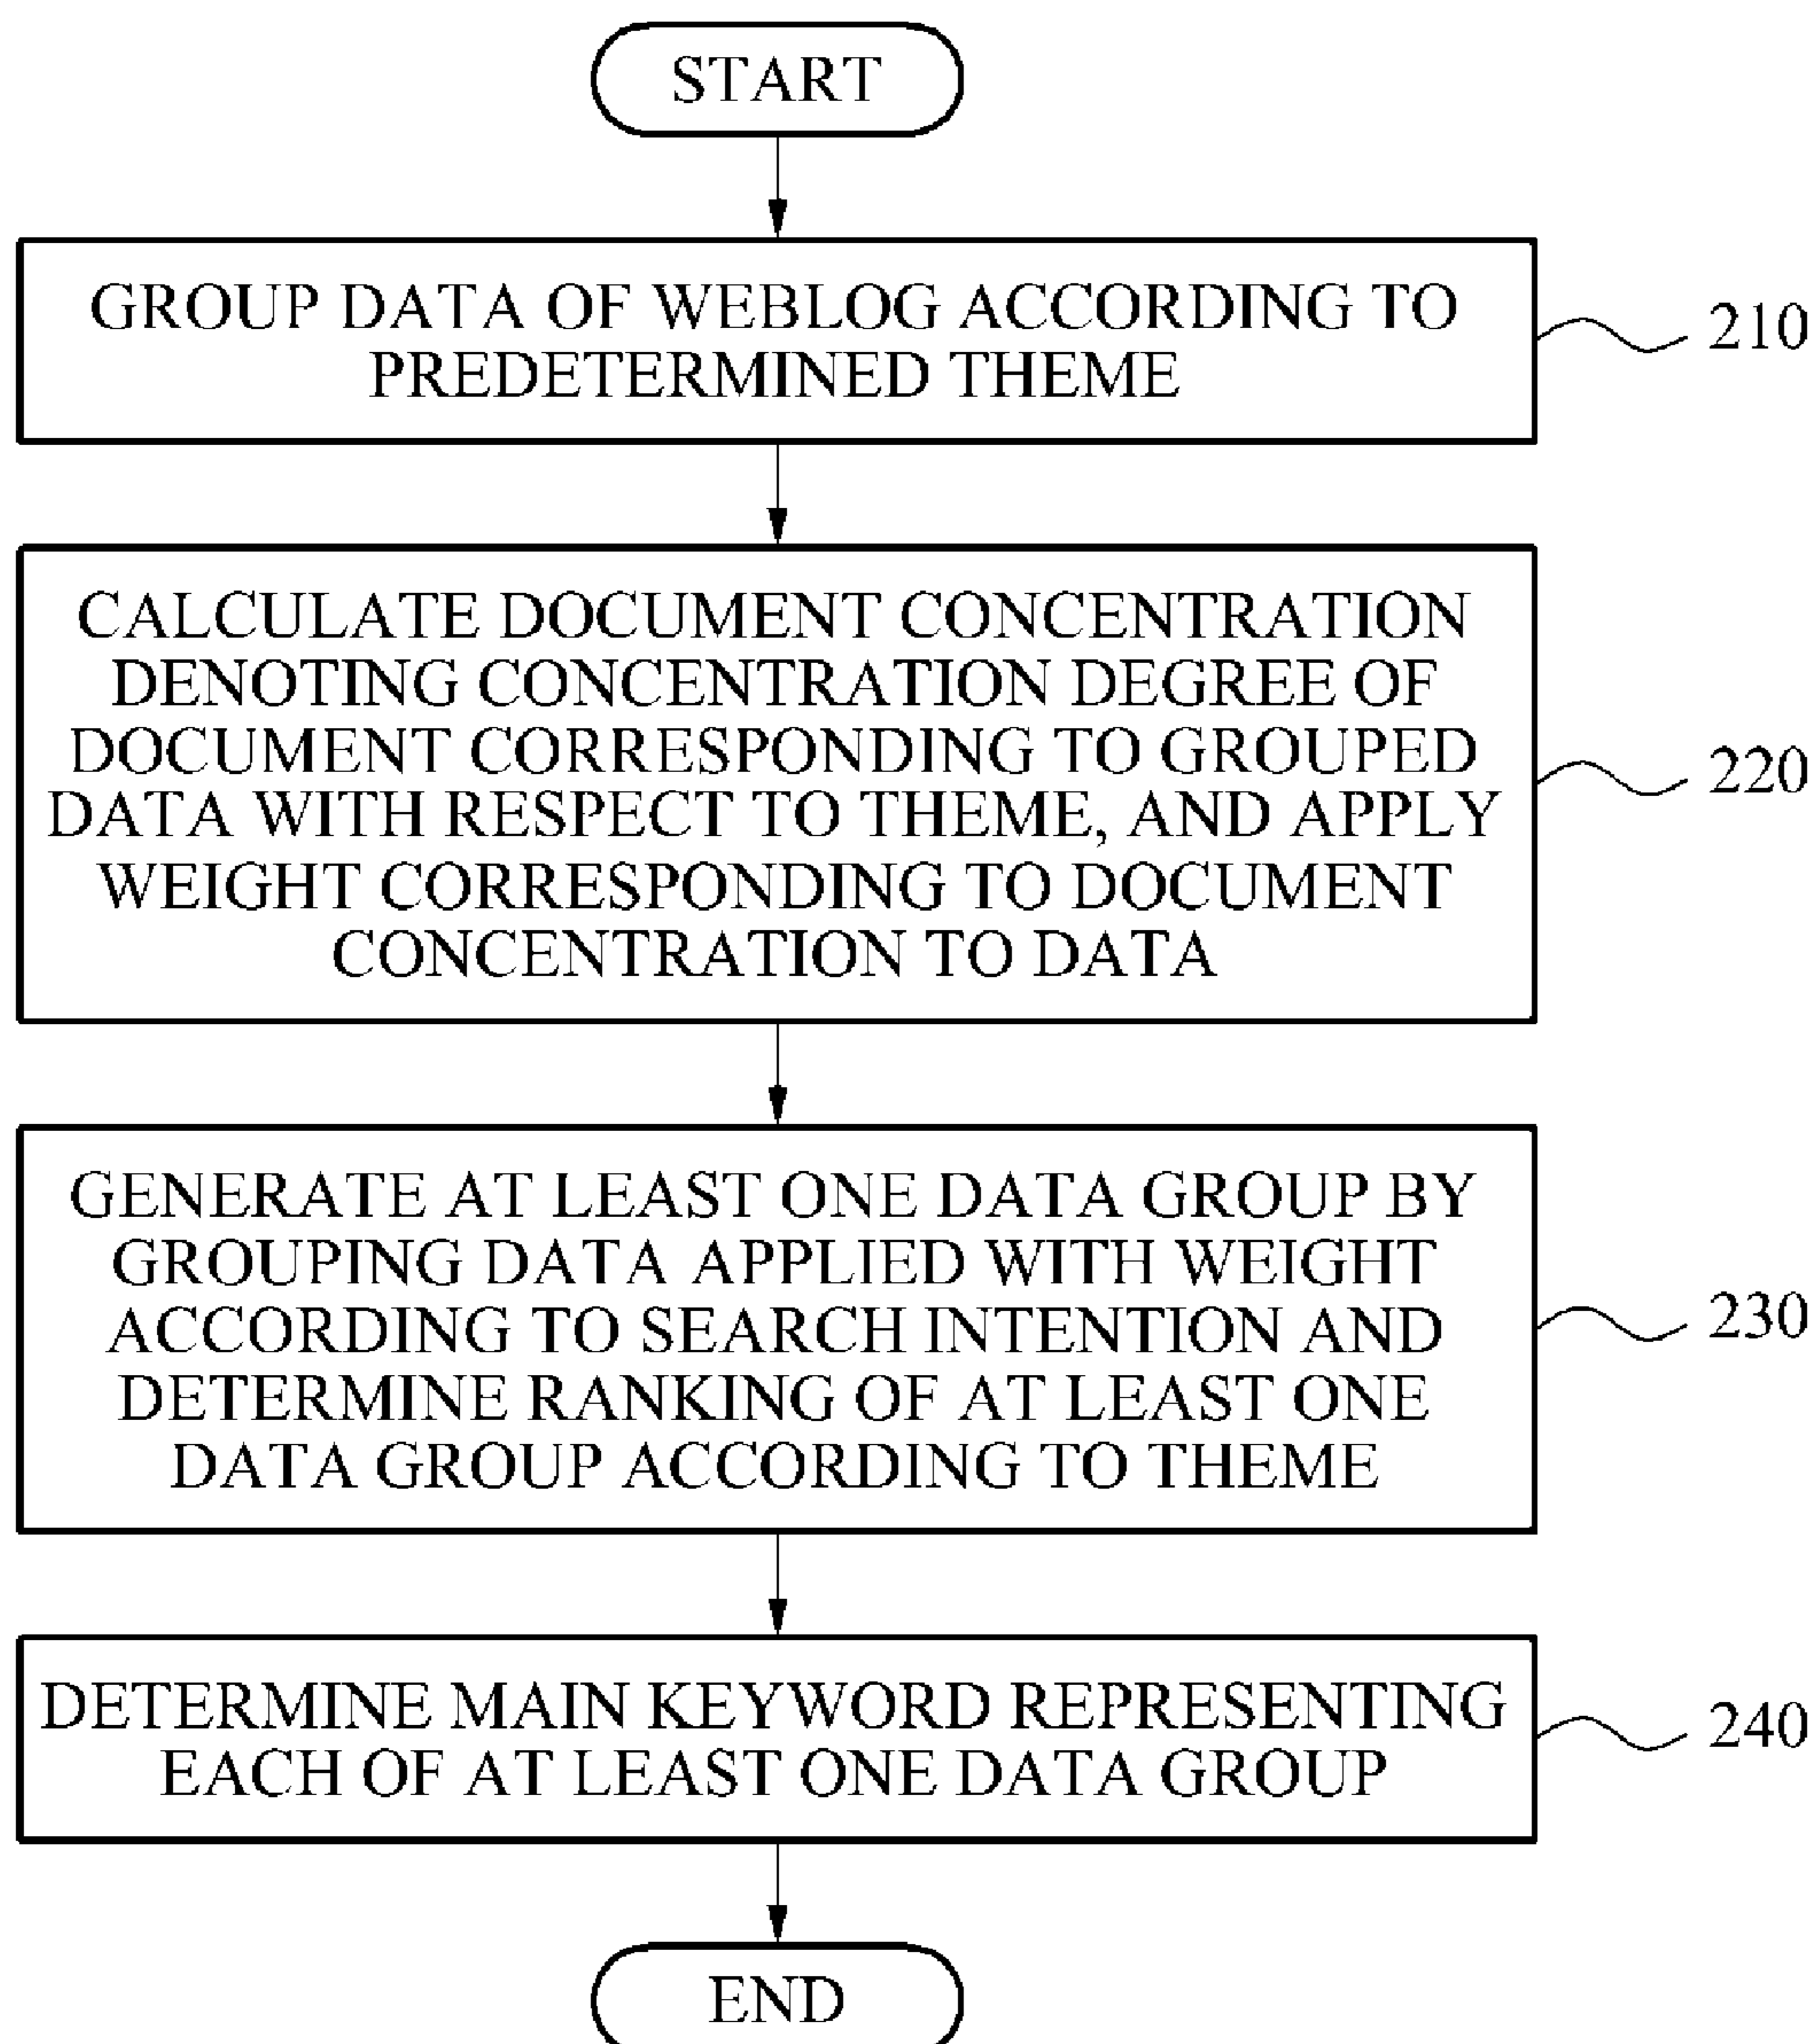 START
GROUP DATA OF WEBLOG ACCORDING TO
PREDETERMINED THEME
210
CALCULATE DOCUMENT CONCENTRATION
DENOTING CONCENTRATION DEGREE OF
DOCUMENT CORRESPONDING TO GROUPED
DATA WITH RESPECT TO THEME, AND APPLY
WEIGHT CORRESPONDING TO DOCUMENT
CONCENTRATION TO DATA
220
GENERATE AT LEAST ONE DATA GROUP BY
GROUPING DATA APPLIED WITH WEIGHT
ACCORDING TO SEARCH INTENTION AND
DETERMINE RANKING OF AT LEAST ONE
DATA GROUP ACCORDING TO THEME
230
DETERMINE MAIN KEYWORD REPRESENTING
EACH OF AT LEAST ONE DATA GROUP
240
END